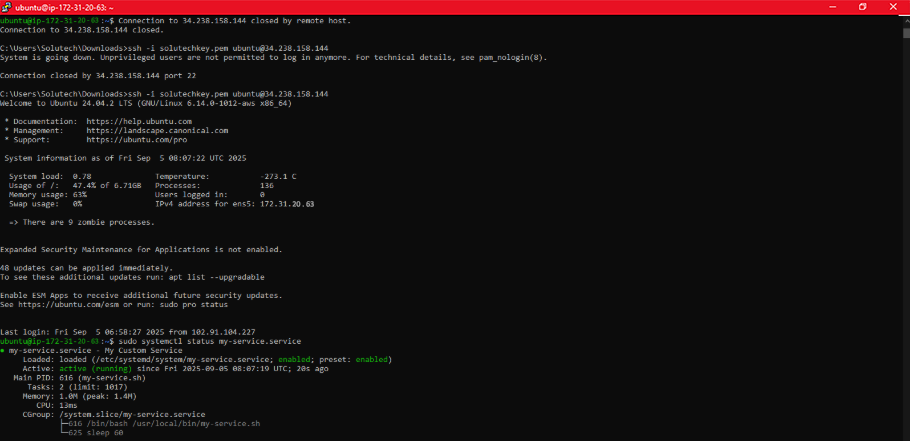 ubuntu@ip-172-31-20-63: ~
ubuntu@ip-172-31-20-63:~$ Connection to 34.238.158.144 closed by remote host.
Connection to 34.238.158.144 closed.
C:\Users\Solutech\Downloads>ssh -i solutechkey.pem ubuntu@34.238.158.144
System is going down. Unprivileged users are not permitted to log in anymore. For technical details, see pam_nologin(8).
Connection closed by 34.238.158.144 port 22
C:\Users\Solutech\Downloads>ssh -i solutechkey.pem ubuntu@34.238.158.144
Welcome to Ubuntu 24.04.2 LTS (GNU/Linux 6.14.0-1012-aws x86_64)
* Documentation:  https://help.ubuntu.com
* Management:     https://landscape.canonical.com
* Support:        https://ubuntu.com/pro
System information as of Fri Sep  5 08:07:22 UTC 2025
System load:  0.78               Temperature:           -273.1 C
Usage of /:   47.4% of 6.71GB   Processes:             136
Memory usage: 63%                Users logged in:       0
Swap usage:   0%                 IPv4 address for ens5: 172.31.20.63
=> There are 9 zombie processes.
Expanded Security Maintenance for Applications is not enabled.
48 updates can be applied immediately.
To see these additional updates run: apt list --upgradable
Enable ESM Apps to receive additional future security updates.
See https://ubuntu.com/esm or run: sudo pro status
Last login: Fri Sep  5 06:58:27 2025 from 102.91.104.227
ubuntu@ip-172-31-20-63:~$ sudo systemctl status my-service.service
● my-service.service - My Custom Service
Loaded: loaded (/etc/systemd/system/my-service.service; enabled; preset: enabled)
Active: active (running) since Fri 2025-09-05 08:07:19 UTC; 20s ago
Main PID: 616 (my-service.sh)
Tasks: 2 (limit: 1017)
Memory: 1.0M (peak: 1.4M)
CPU: 13ms
CGroup: /system.slice/my-service.service
├─616 /bin/bash /usr/local/bin/my-service.sh
└─625 sleep 60